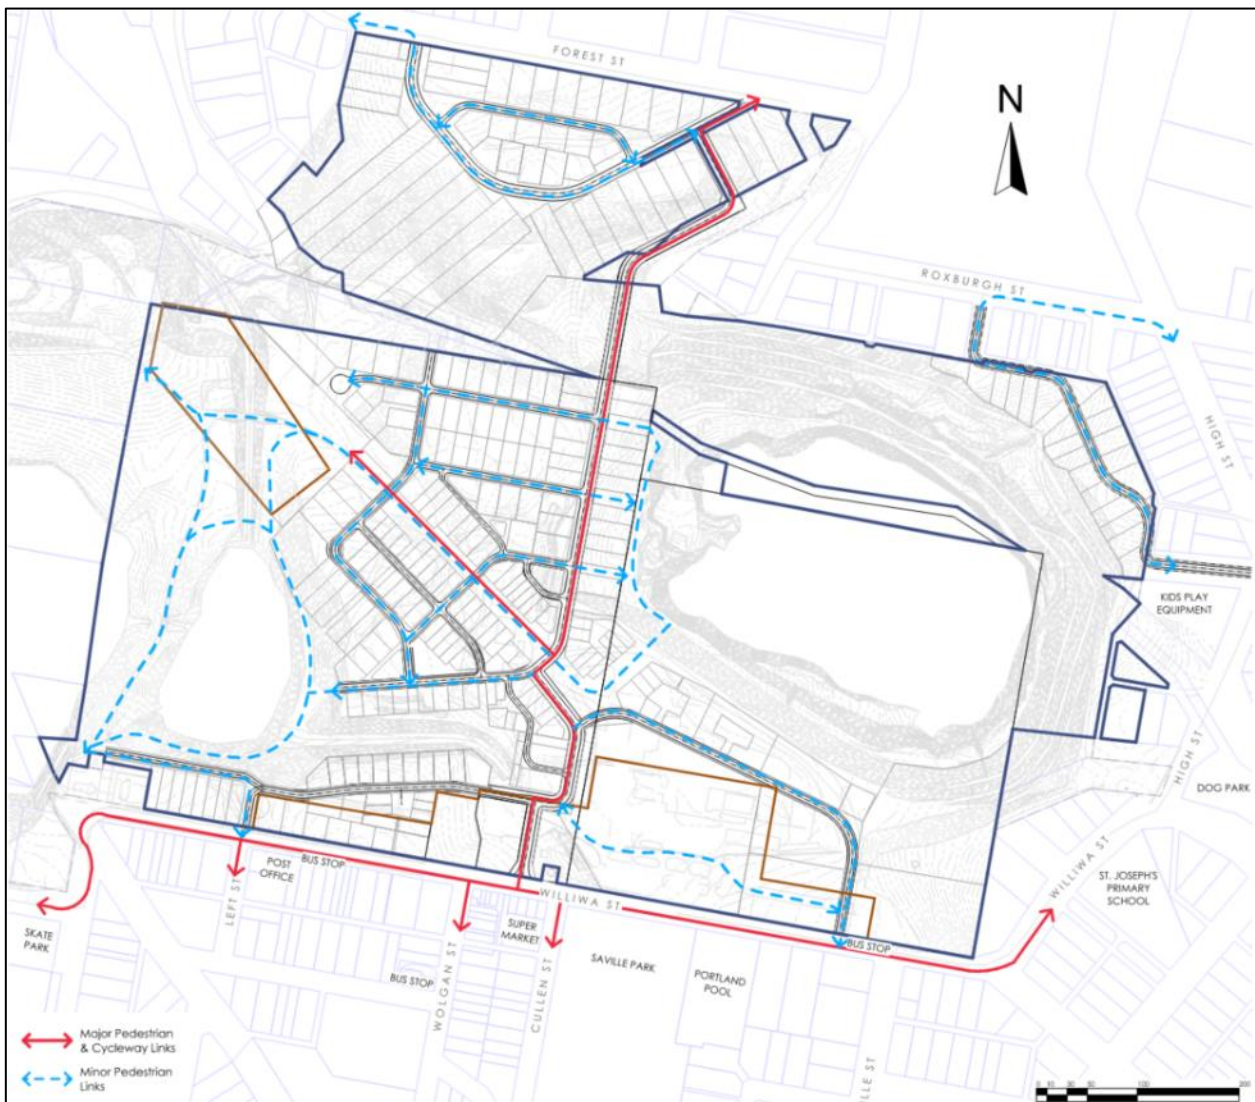 FOREST ST
N
ROXBURGH ST
HIGH ST
KIDS PLAY
EQUIPMENT
HIGH ST
DOG PARK
WILLIWA ST
ST. JOSEPH'S
PRIMARY
SCHOOL
POST
OFFICE
BUS STOP
LEFT ST
WILLIWA ST
SKATE
PARK
SUPER
MARKET
BUS STOP
BUS STOP
WOLGAN ST
CULLEN ST
SAVILLE PARK
PORTLAND
POOL
LLE ST
Major Pedestrian
& Cycleway Links
Minor Pedestrian
Links